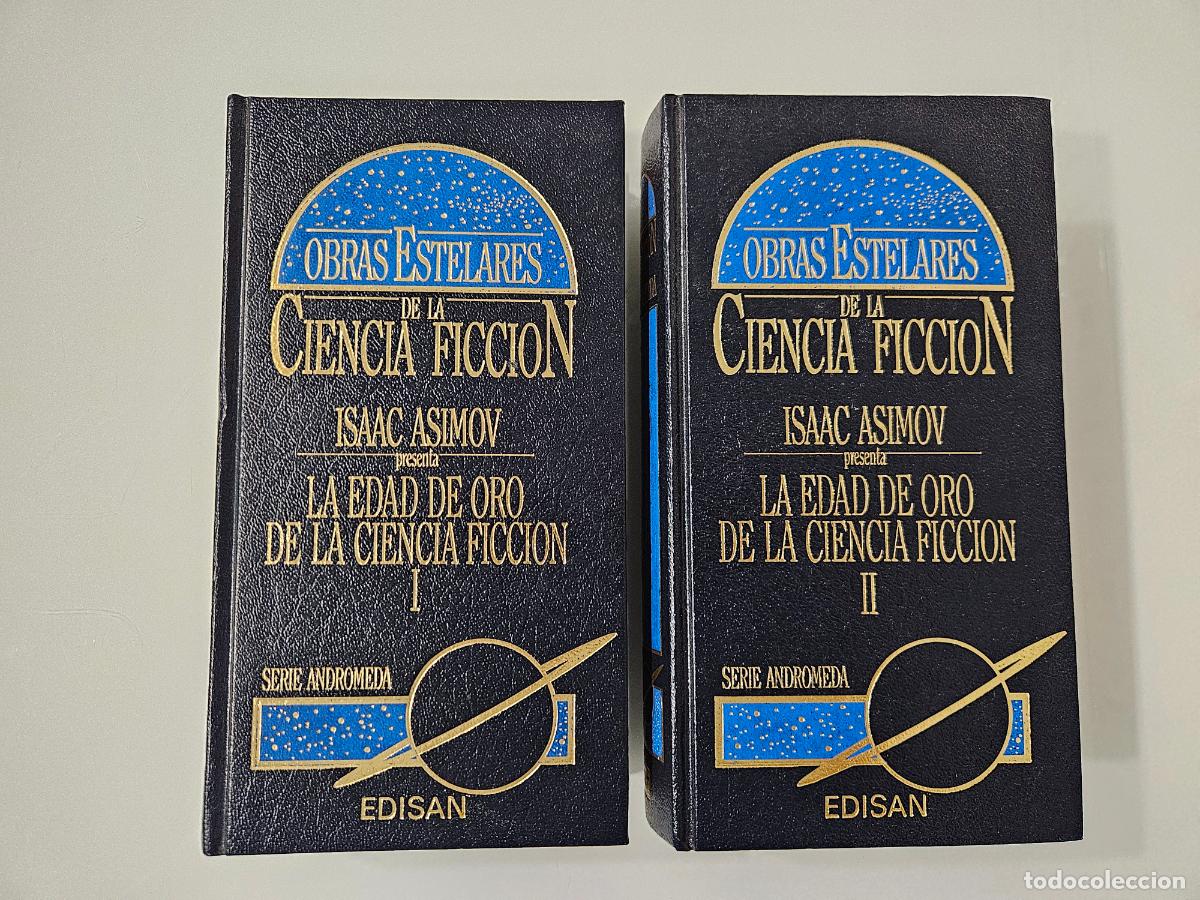 OBRAS ESTELARES
DE LA
CIENCIA FICCION
ISAAC ASIMOV
presenta
LA EDAD DE ORO
DE LA CIENCIA FICCION
I
SERIE ANDROMEDA
EDISAN
OBRAS ESTELARES
DE LA
CIENCIA FICCION
ISAAC ASIMOV
presenta
LA EDAD DE ORO
DE LA CIENCIA FICCION
II
SERIE ANDROMEDA
EDISAN
todocoleccion